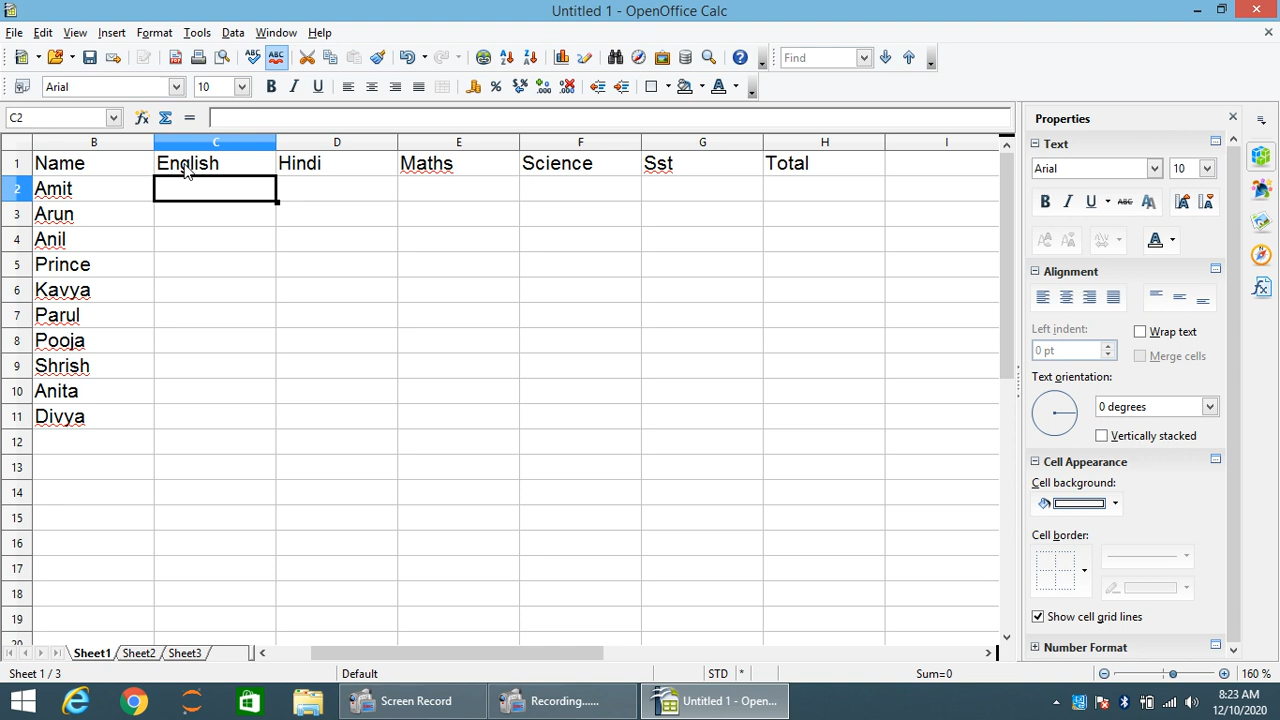 Untitled 1 - OpenOffice Calc
File Edit View Insert Format Tools Data Window Help
ABC ABC Find
Arial 10 B I U
C2
B C D E F G H I
1 Name English Hindi Maths Science Sst Total
2 Amit
3 Arun
4 Anil
5 Prince
6 Kavya
7 Parul
8 Pooja
9 Shrish
10 Anita
11 Divya
12
13
14
15
16
17
18
19
20
Properties
Text
Arial 10
B I U ABC AA
Alignment
Left indent:
Wrap text
0 pt
Merge cells
Text orientation:
0 degrees
Vertically stacked
Cell Appearance
Cell background:
Cell border:
Show cell grid lines
Number Format
Sheet1 Sheet2 Sheet3
Sheet 1 / 3 Default STD * Sum=0 160 %
Screen Record Recording...... Untitled 1 - Open...
8:23 AM
12/10/2020